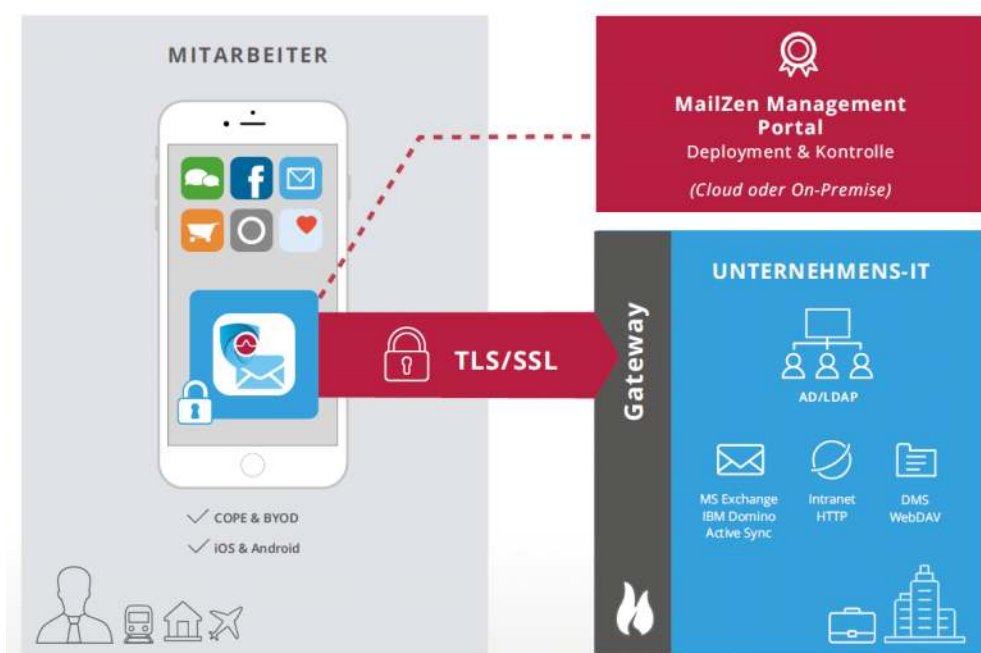 MITARBEITER
COPE & BYOD
iOS & Android
TLS/SSL
MailZen Management
Portal
Deployment & Kontrolle
(Cloud oder On-Premise)
Gateway
UNTERNEHMENS-IT
AD/LDAP
MS Exchange
IBM Domino
Active Sync
Intranet
HTTP
DMS
WebDAV